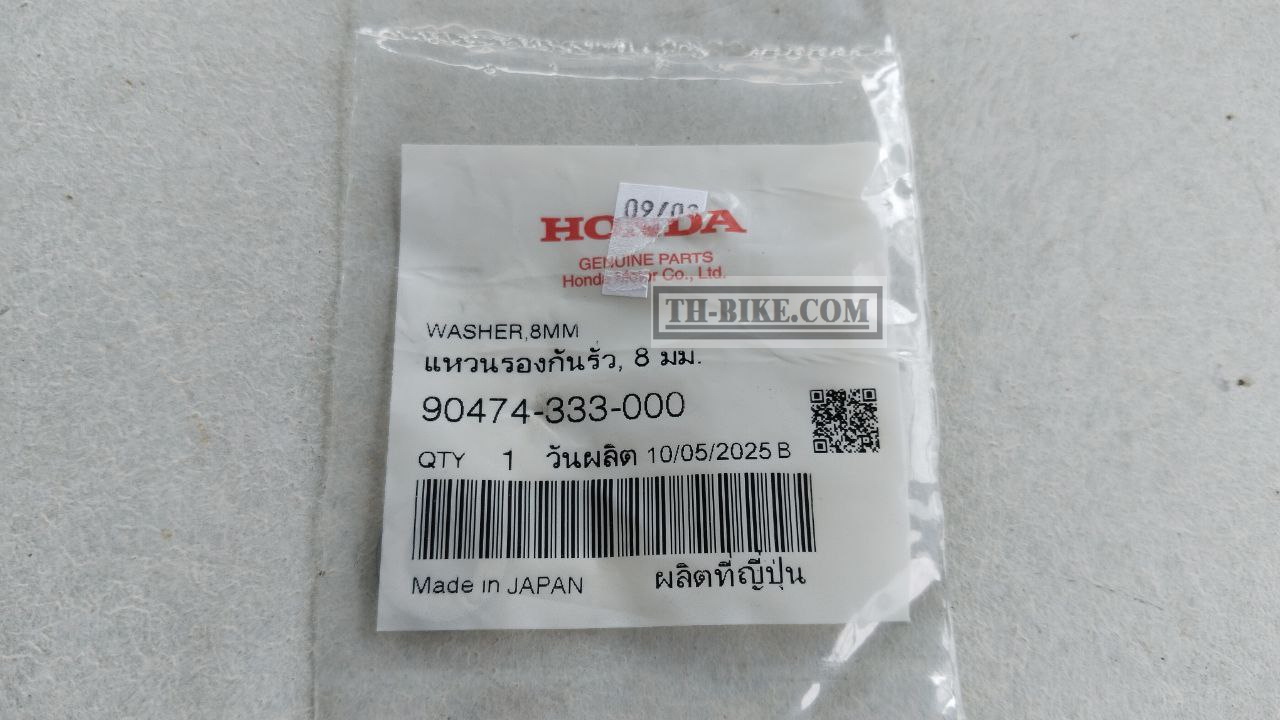 09/03
HONDA
GENUINE PARTS
Honda Motor Co., Ltd.
TH-BIKE.COM
WASHER,8MM
แหวนรองกันรั่ว, 8 มม.
90474-333-000
QTY 1 วันผลิต 10/05/2025 B
Made in JAPAN ผลิตที่ญี่ปุ่น